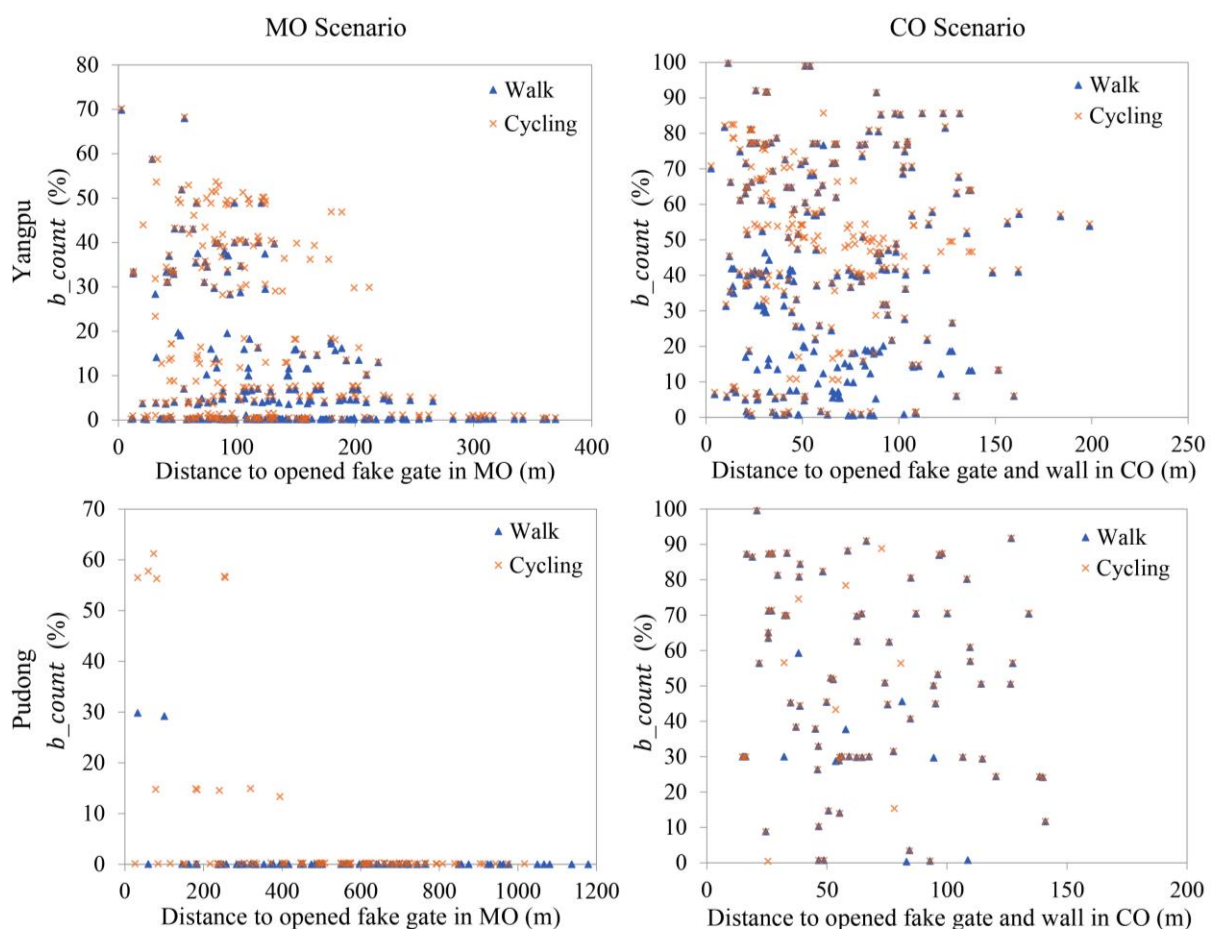 MO Scenario
CO Scenario
Yangpu
b_count (%)
80
70
60
50
40
30
20
10
0
Walk
Cycling
0 100 200 300 400
Distance to opened fake gate in MO (m)
b_count (%)
100
90
80
70
60
50
40
30
20
10
0
Walk
Cycling
0 50 100 150 200 250
Distance to opened fake gate and wall in CO (m)
Pudong
b_count (%)
70
60
50
40
30
20
10
0
Walk
Cycling
0 200 400 600 800 1000 1200
Distance to opened fake gate in MO (m)
b_count (%)
100
90
80
70
60
50
40
30
20
10
0
Walk
Cycling
0 50 100 150 200
Distance to opened fake gate and wall in CO (m)